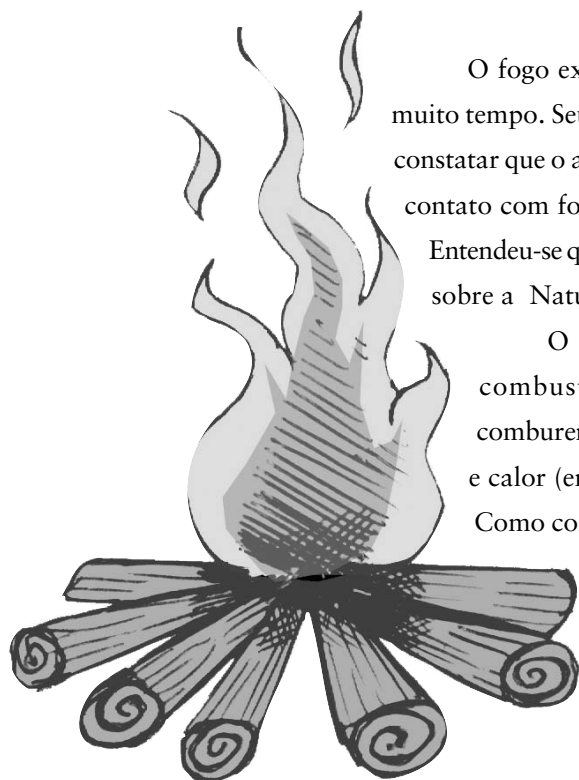 O fogo ex
muito tempo. Seu
constatar que o a
contato com fo
Entendeu-se q
sobre a Natu
O
combust
comburen
e calor (en
Como co